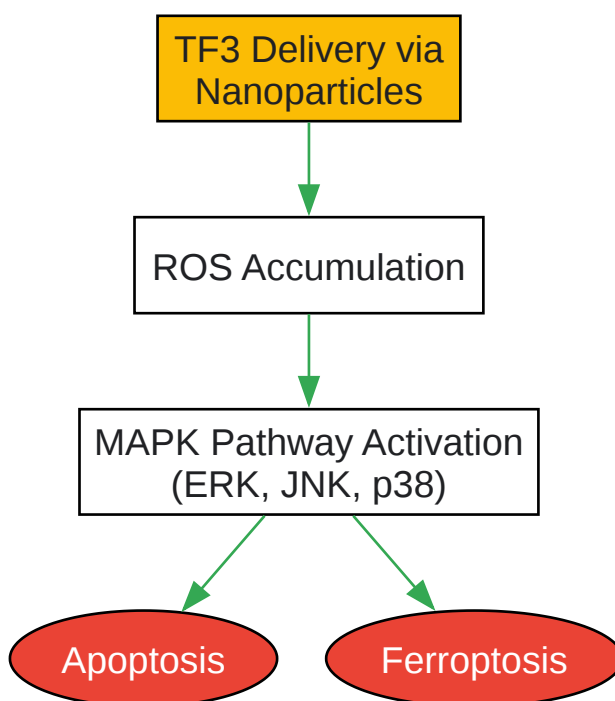 TF3 Delivery via
Nanoparticles
ROS Accumulation
MAPK Pathway Activation
(ERK, JNK, p38)
Apoptosis
Ferroptosis